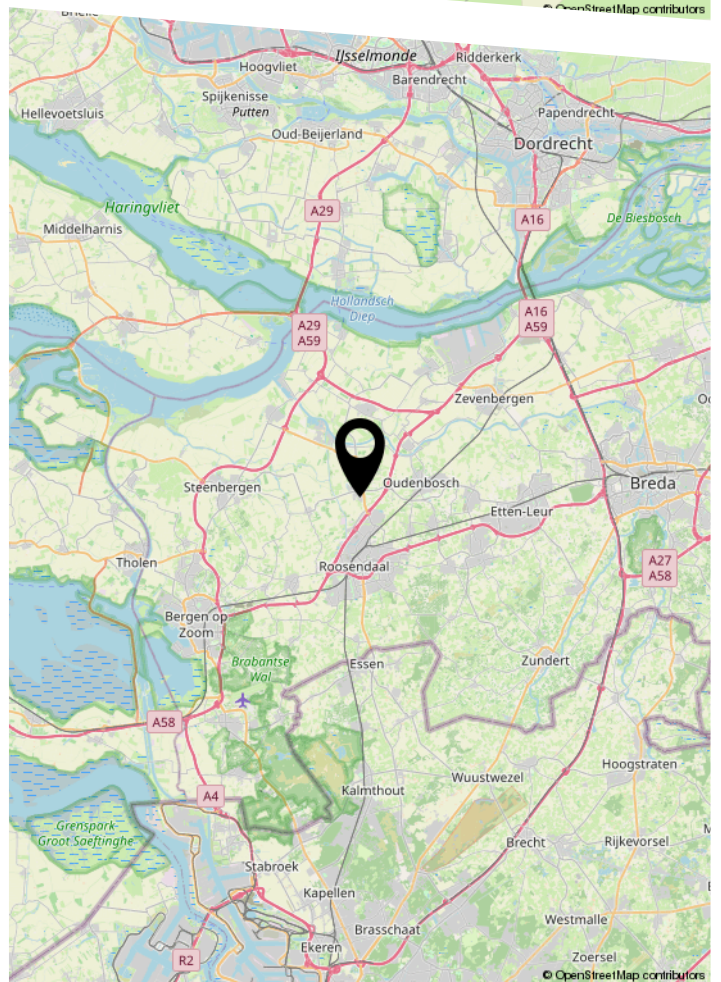 © OpenStreetMap contributors
Brielle
IJsselmonde
Ridderkerk
Hoogvliet
Barendrecht
Spijkenisse
Putten
Hellevoetsluis
Papendrecht
Oud-Beijerland
Dordrecht
Haringvliet
A29
A16
De Biesbosch
Middelharnis
Hollandsch
Diep
A29
A59
A16
A59
Zevenbergen
Steenbergen
Oudenbosch
Breda
Etten-Leur
Tholen
Roosendaal
A27
A58
Bergen op
Zoom
Brabantse
Wal
Essen
Zundert
A58
Hoogstraten
Wuustwezel
A4
Kalmthout
Grenspark
Groot Saeftinghe
Brecht
Rijkevorsel
Stabroek
Kapellen
Westmalle
Brasschaat
Ekeren
R2
Zoersel
© OpenStreetMap contributors